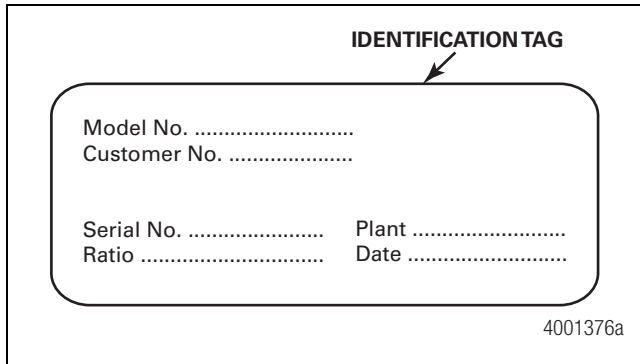 IDENTIFICATION TAG
Model No. ...........................
Customer No. .....................
Serial No. ....................... Plant ..........................
Ratio ............................... Date ...........................
4001376a